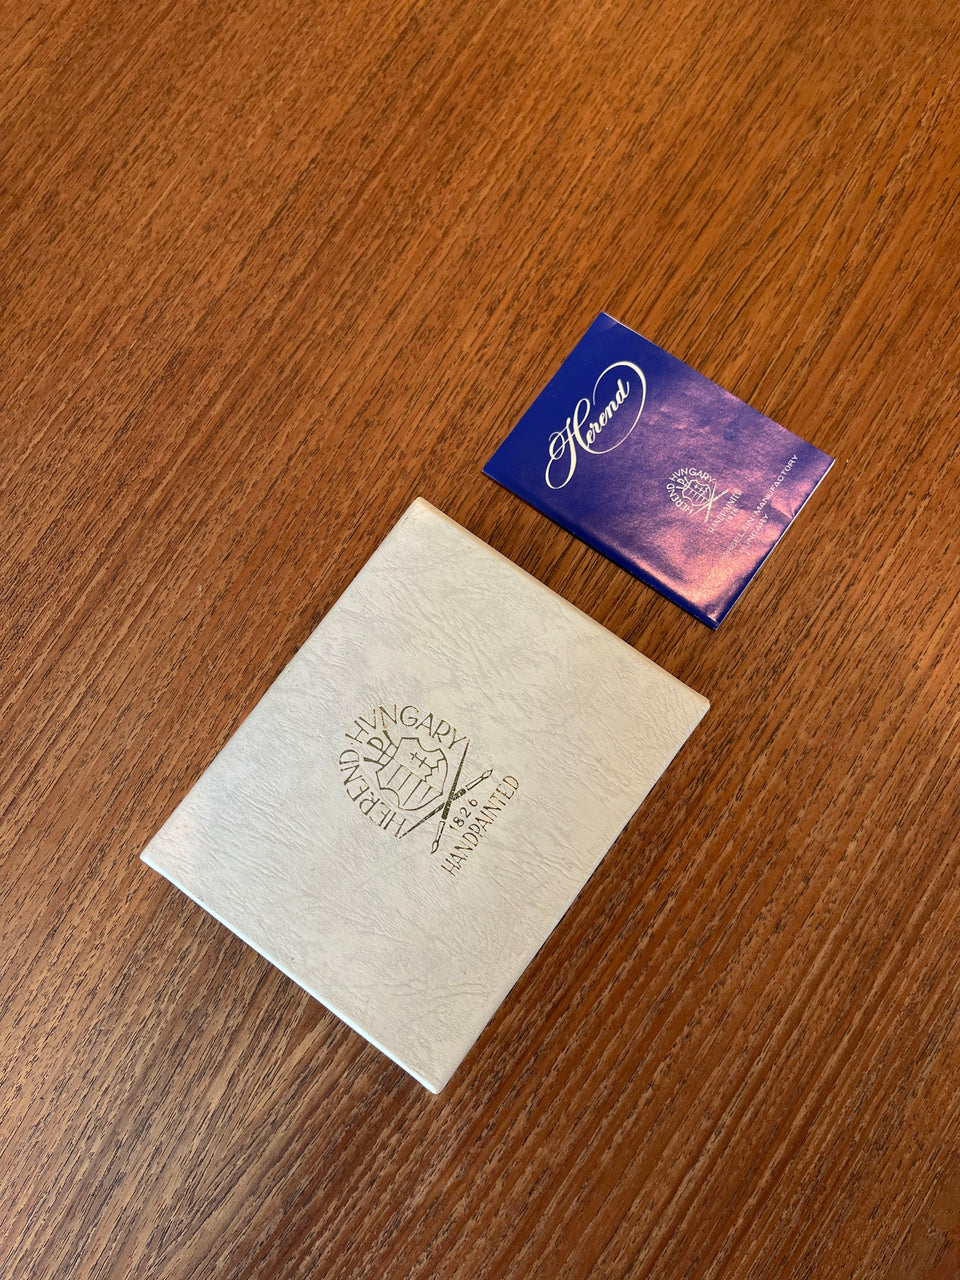 Herend
HEREND HVNGARY
HANDPAINTED
MANUFACTORY
HEREND HVNGARY
1826
HANDPAINTED